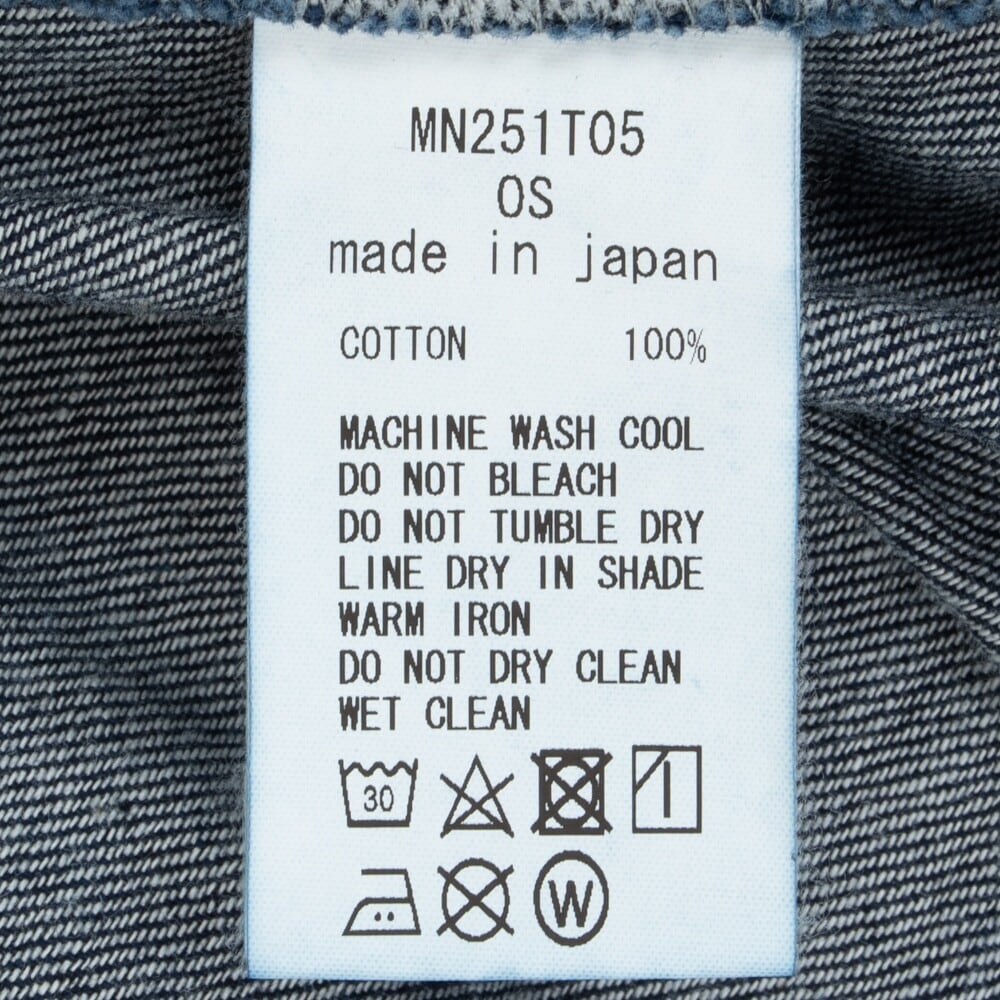 MN251T05
OS
made in japan
COTTON 100%
MACHINE WASH COOL
DO NOT BLEACH
DO NOT TUMBLE DRY
LINE DRY IN SHADE
WARM IRON
DO NOT DRY CLEAN
WET CLEAN
30
W